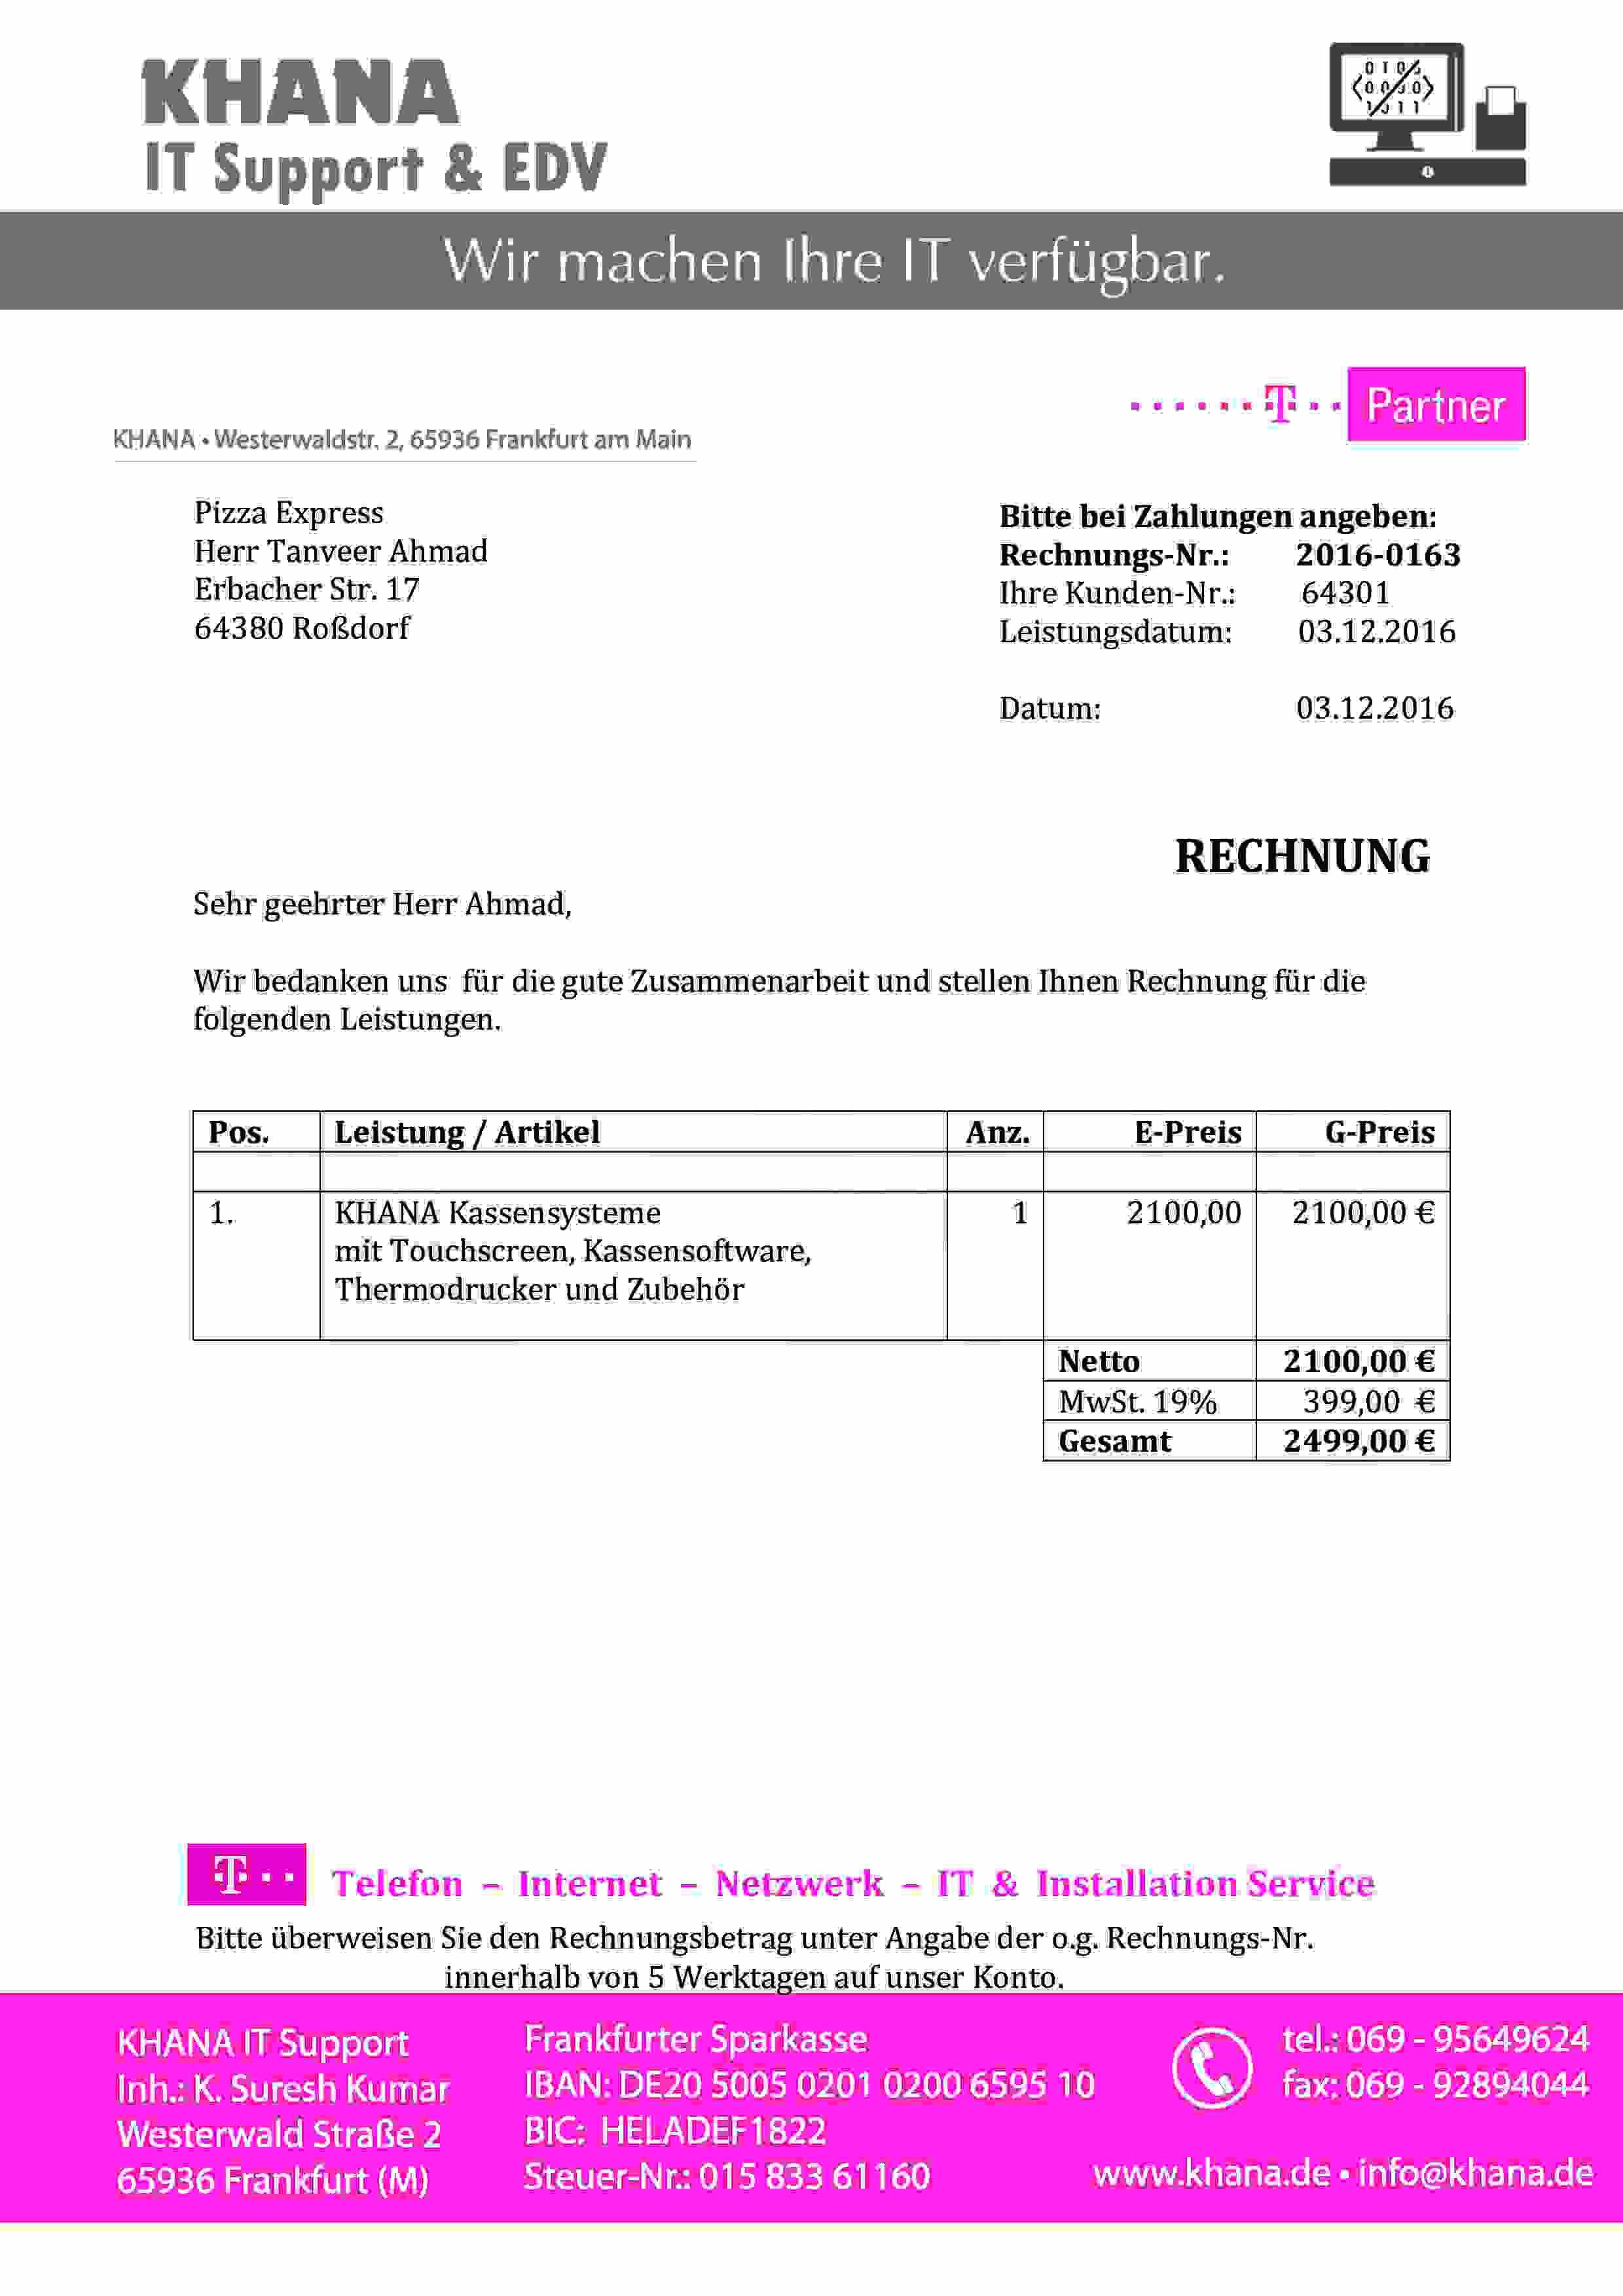 KHANA
IT Support & EDV
Wir machen Ihre IT verfügbar.
T Partner
KHANA • Westerwaldstr. 2, 65936 Frankfurt am Main
Pizza Express
Herr Tanveer Ahmad
Erbacher Str. 17
64380 Roßdorf
Bitte bei Zahlungen angeben:
Rechnungs-Nr.: 2016-0163
Ihre Kunden-Nr.: 64301
Leistungsdatum: 03.12.2016
Datum: 03.12.2016
RECHNUNG
Sehr geehrter Herr Ahmad,
Wir bedanken uns für die gute Zusammenarbeit und stellen Ihnen Rechnung für die
folgenden Leistungen.
Pos. Leistung / Artikel Anz. E-Preis G-Preis
1. KHANA Kassensysteme 1 2100,00 2100,00 €
mit Touchscreen, Kassensoftware,
Thermodrucker und Zubehör
Netto 2100,00 €
MwSt. 19% 399,00 €
Gesamt 2499,00 €
T Telefon – Internet – Netzwerk – IT & Installation Service
Bitte überweisen Sie den Rechnungsbetrag unter Angabe der o.g. Rechnungs-Nr.
innerhalb von 5 Werktagen auf unser Konto.
KHANA IT Support
Inh.: K. Suresh Kumar
Westerwald Straße 2
65936 Frankfurt (M)
Frankfurter Sparkasse
IBAN: DE20 5005 0201 0200 6595 10
BIC: HELADEF1822
Steuer-Nr.: 015 833 61160
tel.: 069 - 95649624
fax: 069 - 92894044
www.khana.de • info@khana.de